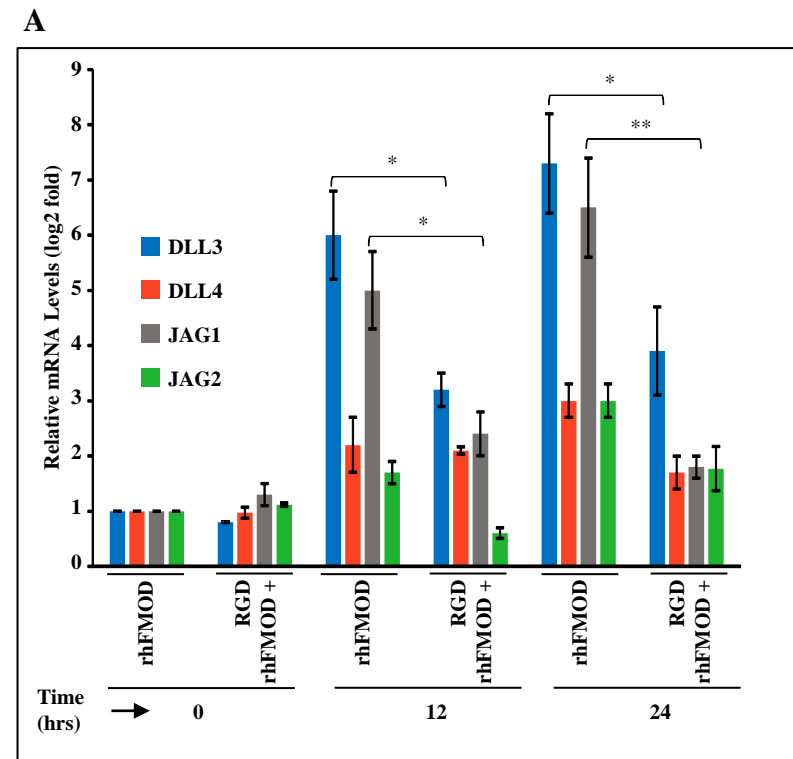 A
9
8
7
6
5
4
3
2
1
0
Relative mRNA Levels (log2 fold)
DLL3
DLL4
JAG1
JAG2
*
*
*
**
rhFMOD
RGD
rhFMOD +
rhFMOD
RGD
rhFMOD +
rhFMOD
RGD
rhFMOD +
Time
(hrs)
0
12
24